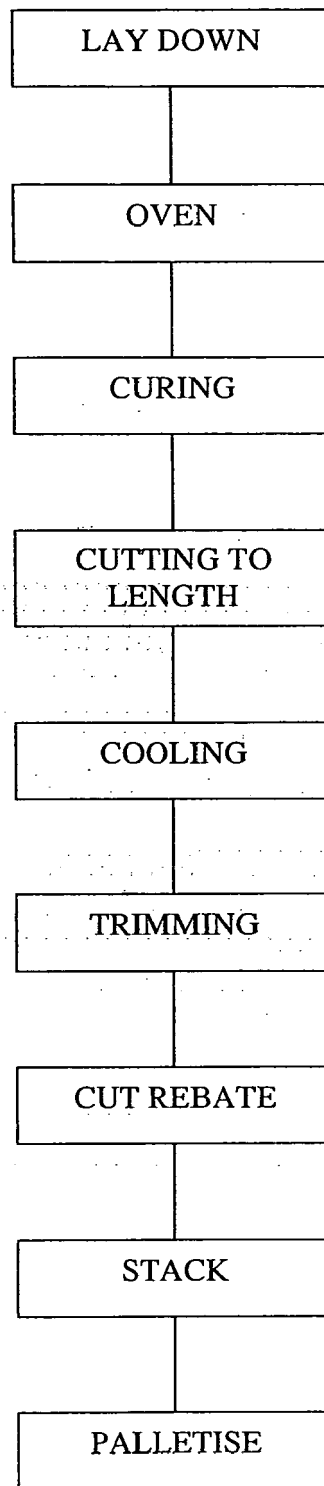 LAY DOWN
OVEN
CURING
CUTTING TO
LENGTH
COOLING
TRIMMING
CUT REBATE
STACK
PALLETISE